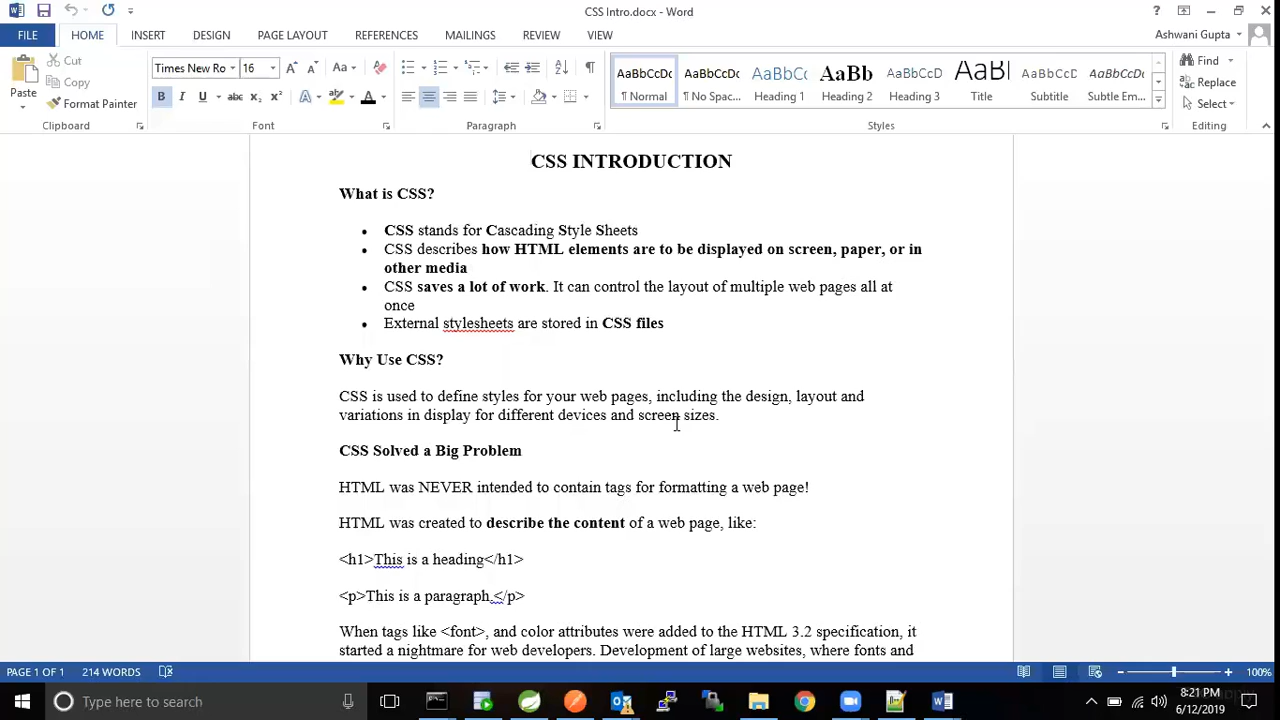 CSS Intro.docx - Word
Ashwani Gupta
FILE HOME INSERT DESIGN PAGE LAYOUT REFERENCES MAILINGS REVIEW VIEW
Paste
Cut
Copy
Format Painter
Clipboard
Times New Ro 16
Font
Paragraph
AaBbCcDc AaBbCcDc AaBbCc AaBb AaBbCcD AaBb AaBbCcD AaBbCcDc
¶ Normal ¶ No Spac... Heading 1 Heading 2 Heading 3 Title Subtitle Subtle Em...
Styles
Find
Replace
Select
Editing
CSS INTRODUCTION
What is CSS?
• CSS stands for Cascading Style Sheets
• CSS describes how HTML elements are to be displayed on screen, paper, or in
other media
• CSS saves a lot of work. It can control the layout of multiple web pages all at
once
• External stylesheets are stored in CSS files
Why Use CSS?
CSS is used to define styles for your web pages, including the design, layout and
variations in display for different devices and screen sizes.
CSS Solved a Big Problem
HTML was NEVER intended to contain tags for formatting a web page!
HTML was created to describe the content of a web page, like:
<h1>This is a heading</h1>
<p>This is a paragraph.</p>
When tags like <font>, and color attributes were added to the HTML 3.2 specification, it
started a nightmare for web developers. Development of large websites, where fonts and
PAGE 1 OF 1 214 WORDS
100%
Type here to search
8:21 PM
6/12/2019